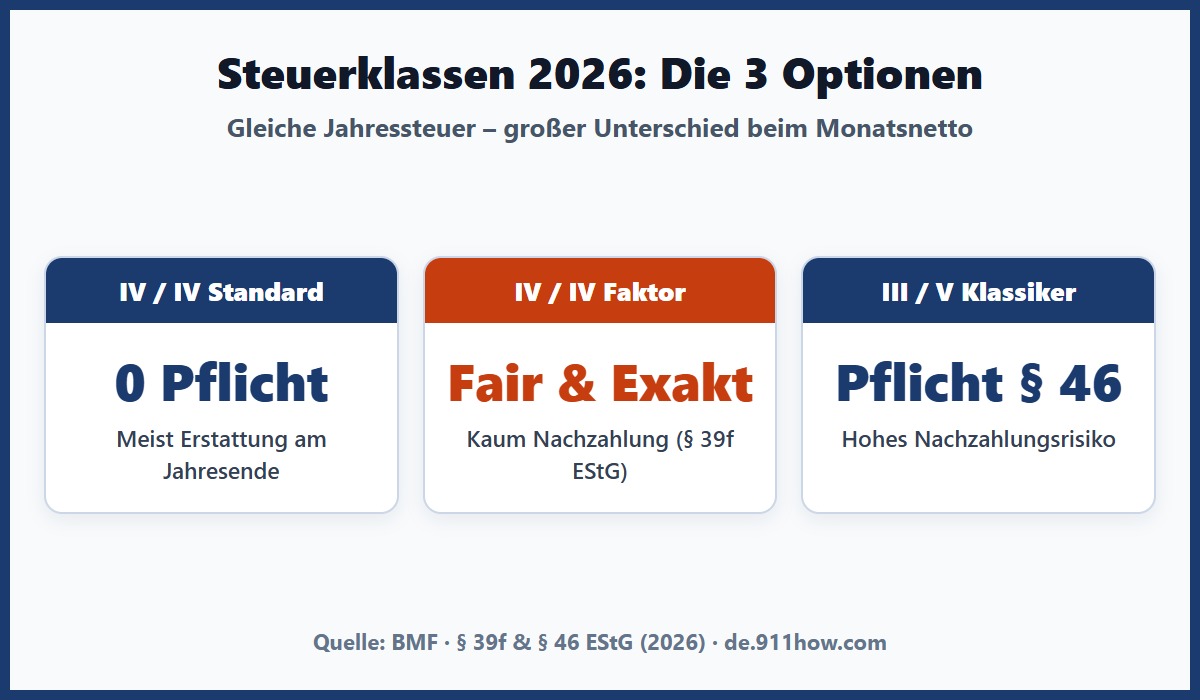 Steuerklassen 2026: Die 3 Optionen
Gleiche Jahressteuer – großer Unterschied beim Monatsnetto
IV / IV Standard
0 Pflicht
Meist Erstattung am
Jahresende
IV / IV Faktor
Fair & Exakt
Kaum Nachzahlung (§ 39f
EStG)
III / V Klassiker
Pflicht § 46
Hohes Nachzahlungsrisiko
Quelle: BMF · § 39f & § 46 EStG (2026) · de.911how.com